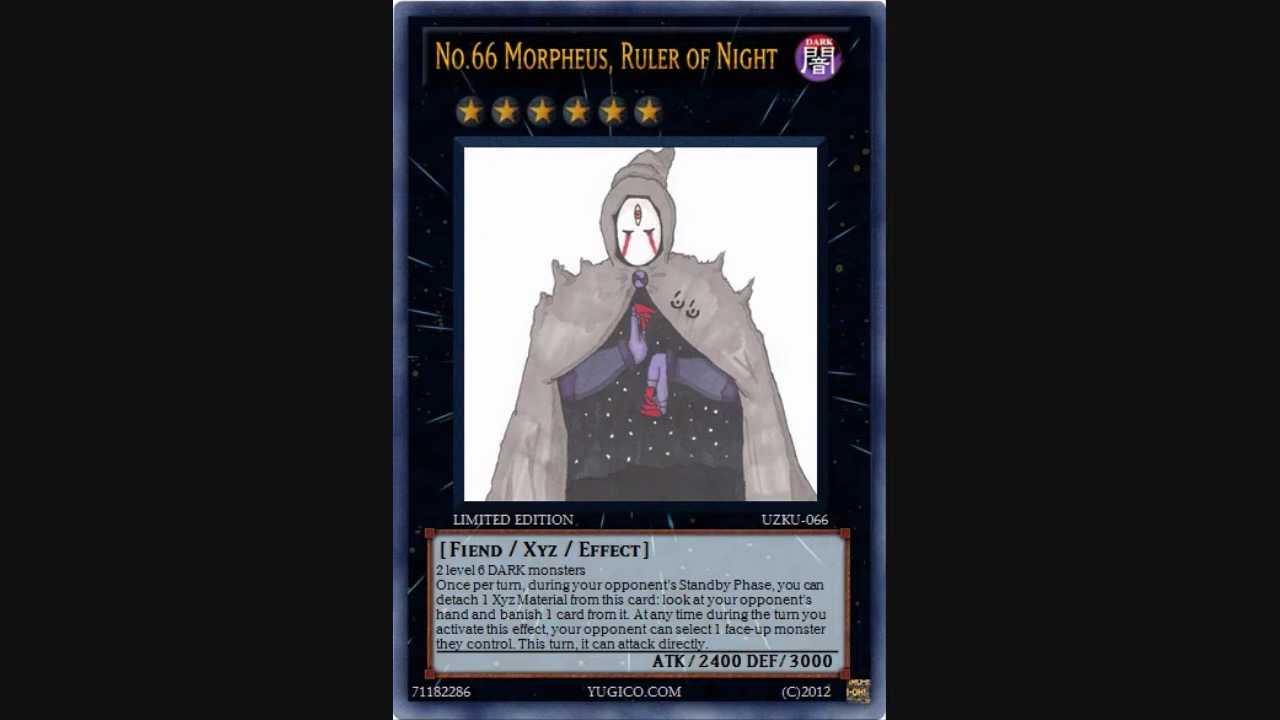 No.66 Morpheus, Ruler of Night
DARK
闇
LIMITED EDITION UZKU-066
[Fiend / Xyz / Effect]
2 level 6 DARK monsters
Once per turn, during your opponent's Standby Phase, you can
detach 1 Xyz Material from this card: look at your opponent's
hand and banish 1 card from it. At any time during the turn you
activate this effect, your opponent can select 1 face-up monster
they control. This turn, it can attack directly.
ATK/2400 DEF/3000
71182286 YUGICO.COM (C)2012